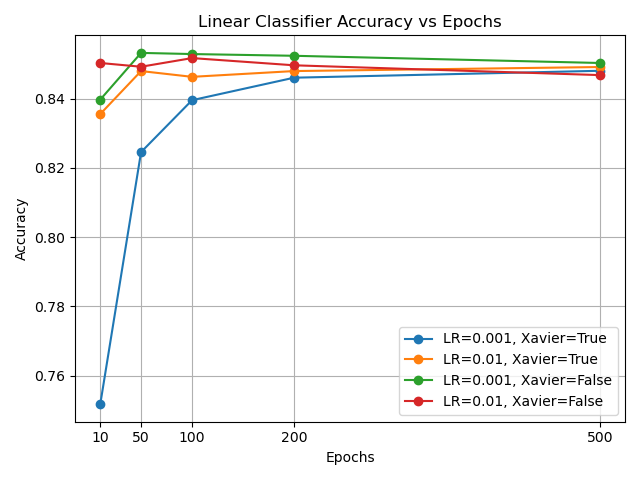 Linear Classifier Accuracy vs Epochs
Accuracy
0.84
0.82
0.80
0.78
0.76
LR=0.001, Xavier=True
LR=0.01, Xavier=True
LR=0.001, Xavier=False
LR=0.01, Xavier=False
10 50 100 200 500
Epochs